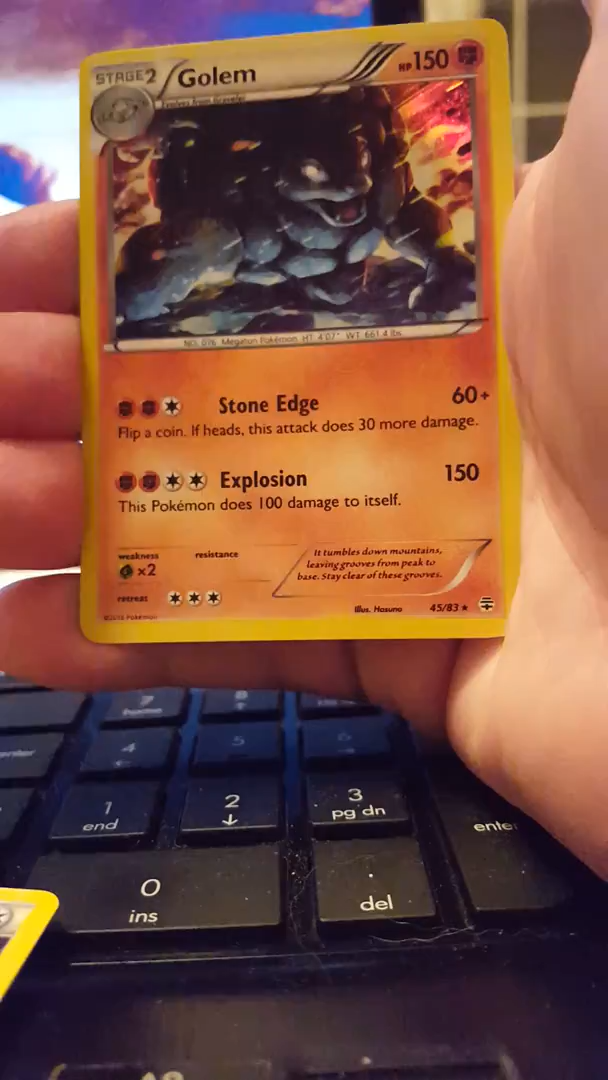 STAGE2 Golem HP150
Evolves from Graveler
NO. 076 Megaton Pokémon HT: 4'07" WT: 661.4 lbs
Stone Edge 60+
Flip a coin. If heads, this attack does 30 more damage.
Explosion 150
This Pokémon does 100 damage to itself.
weakness resistance
×2
It tumbles down mountains,
leaving grooves from peak to
base. Stay clear of these grooves.
retreat
Illus. Hasuno 45/83
Pokémon
7
home
8
4
5
6
enter
1
end
2
3
pg dn
enter
0
ins
.
del